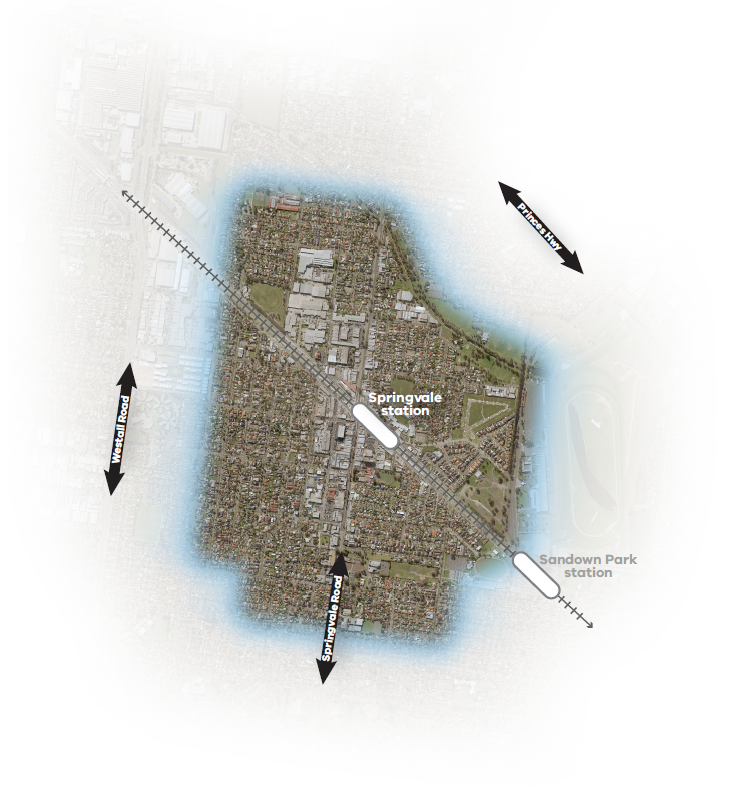 Princes Hwy
Westall Road
Springvale
station
Sandown Park
station
Springvale Road